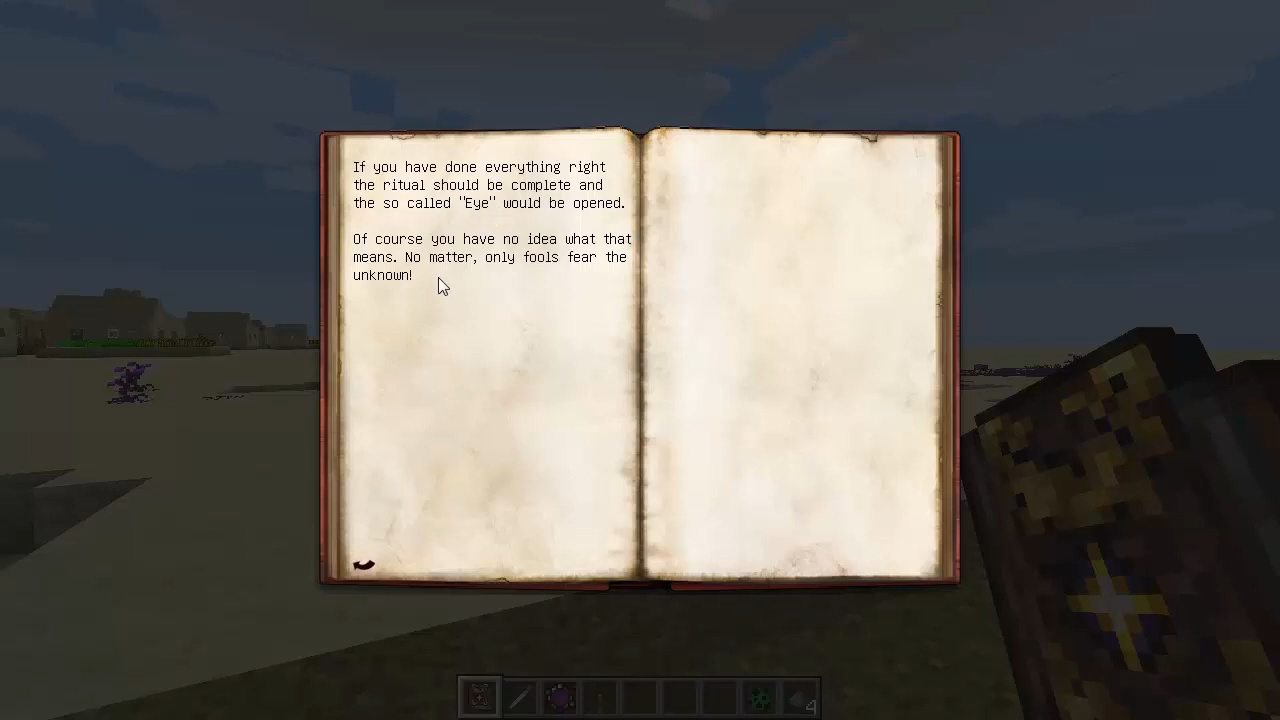 If you have done everything right
the ritual should be complete and
the so called "Eye" would be opened.
Of course you have no idea what that
means. No matter, only fools fear the
unknown!
4